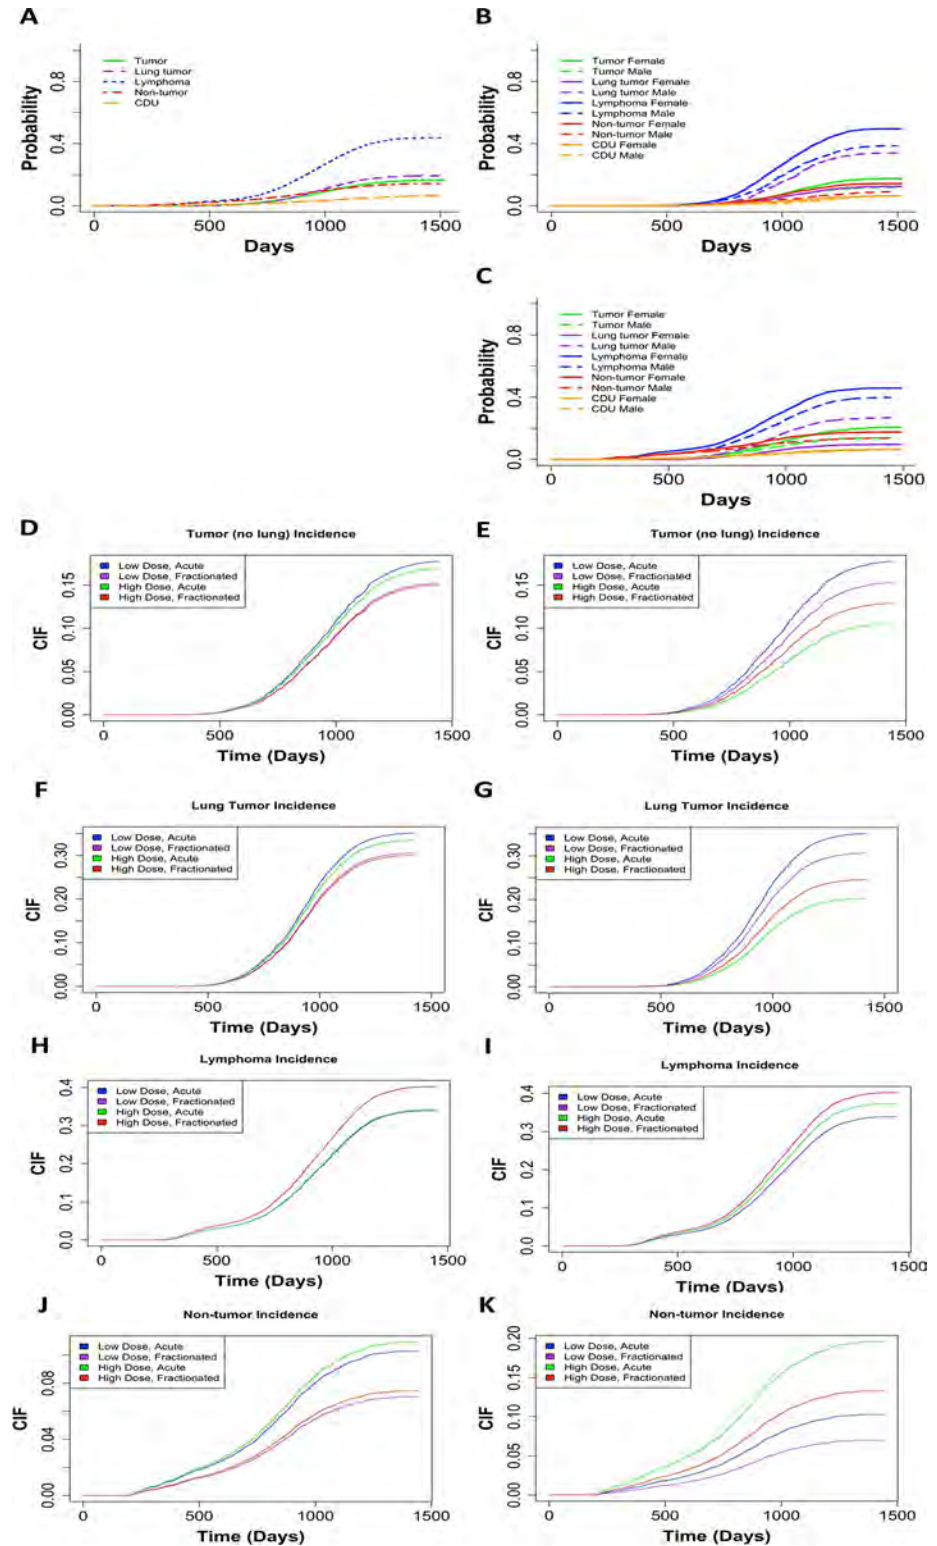 A
Probability
0.8
0.4
0.0
Tumor
Lung tumor
Lymphoma
Non-tumor
CDU
0 500 1000 1500
Days
B
Probability
0.8
0.4
0.0
Tumor Female
Tumor Male
Lung tumor Female
Lung tumor Male
Lymphoma Female
Lymphoma Male
Non-tumor Female
Non-tumor Male
CDU Female
CDU Male
0 500 1000 1500
Days
C
Probability
0.8
0.4
0.0
Tumor Female
Tumor Male
Lung tumor Female
Lung tumor Male
Lymphoma Female
Lymphoma Male
Non-tumor Female
Non-tumor Male
CDU Female
CDU Male
0 500 1000 1500
Days
D
Tumor (no lung) Incidence
CIF
0.15
0.10
0.05
0.00
Low Dose, Acute
Low Dose, Fractionated
High Dose, Acute
High Dose, Fractionated
0 500 1000 1500
Time (Days)
E
Tumor (no lung) Incidence
CIF
0.15
0.10
0.05
0.00
Low Dose, Acute
Low Dose, Fractionated
High Dose, Acute
High Dose, Fractionated
0 500 1000 1500
Time (Days)
F
Lung Tumor Incidence
CIF
0.30
0.20
0.10
0.00
Low Dose, Acute
Low Dose, Fractionated
High Dose, Acute
High Dose, Fractionated
0 500 1000 1500
Time (Days)
G
Lung Tumor Incidence
CIF
0.30
0.20
0.10
0.00
Low Dose, Acute
Low Dose, Fractionated
High Dose, Acute
High Dose, Fractionated
0 500 1000 1500
Time (Days)
H
Lymphoma Incidence
CIF
0.4
0.3
0.2
0.1
0.0
Low Dose, Acute
Low Dose, Fractionated
High Dose, Acute
High Dose, Fractionated
0 500 1000 1500
Time (Days)
I
Lymphoma Incidence
CIF
0.4
0.3
0.2
0.1
0.0
Low Dose, Acute
Low Dose, Fractionated
High Dose, Acute
High Dose, Fractionated
0 500 1000 1500
Time (Days)
J
Non-tumor Incidence
CIF
0.08
0.04
0.00
Low Dose, Acute
Low Dose, Fractionated
High Dose, Acute
High Dose, Fractionated
0 500 1000 1500
Time (Days)
K
Non-tumor Incidence
CIF
0.20
0.15
0.10
0.05
0.00
Low Dose, Acute
Low Dose, Fractionated
High Dose, Acute
High Dose, Fractionated
0 500 1000 1500
Time (Days)